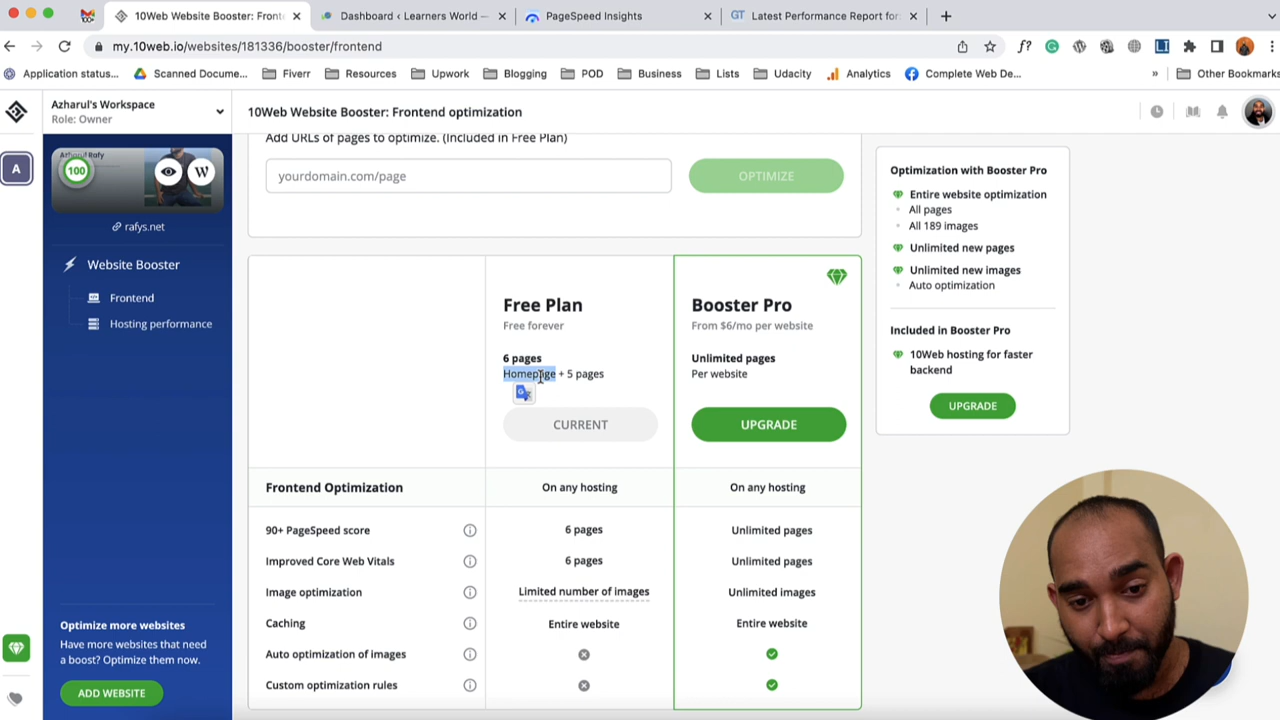 10Web Website Booster: Front
Dashboard ‹ Learners World —
PageSpeed Insights
GT Latest Performance Report for:
my.10web.io/websites/181336/booster/frontend
Application status...
Scanned Docume...
Fiverr
Resources
Upwork
Blogging
POD
Business
Lists
Udacity
Analytics
Complete Web De...
»
Other Bookmarks
Azharul's Workspace
Role: Owner
10Web Website Booster: Frontend optimization
A
100
rafys.net
Website Booster
Frontend
Hosting performance
Optimize more websites
Have more websites that need
a boost? Optimize them now.
ADD WEBSITE
Add URLs of pages to optimize. (Included in Free Plan)
yourdomain.com/page
OPTIMIZE
Free Plan
Free forever
6 pages
Homepage + 5 pages
CURRENT
Booster Pro
From $6/mo per website
Unlimited pages
Per website
UPGRADE
Frontend Optimization
On any hosting
On any hosting
90+ PageSpeed score
6 pages
Unlimited pages
Improved Core Web Vitals
6 pages
Unlimited pages
Image optimization
Limited number of images
Unlimited images
Caching
Entire website
Entire website
Auto optimization of images
Custom optimization rules
Optimization with Booster Pro
Entire website optimization
All pages
All 189 images
Unlimited new pages
Unlimited new images
Auto optimization
Included in Booster Pro
10Web hosting for faster
backend
UPGRADE